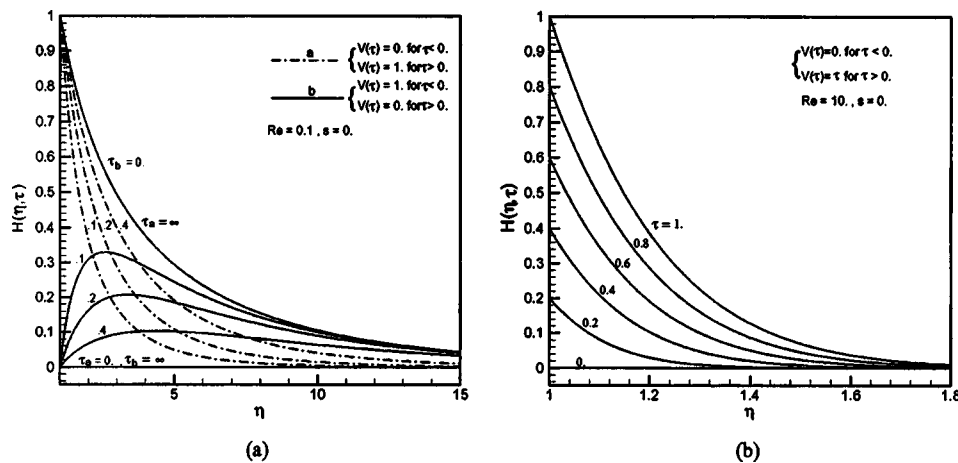 1
0.9
0.8
0.7
0.6
0.5
0.4
0.3
0.2
0.1
0
H(η,τ)
a
V(τ) = 0. for τ < 0.
V(τ) = 1. for τ > 0.
b
V(τ) = 1. for τ < 0.
V(τ) = 0. for τ > 0.
Re = 0.1 , s = 0.
τb = 0.
τa = ∞
.1 .2 .4
.1
.2
.4
τa = 0. τb = ∞
5 10 15
η
(a)
1
0.9
0.8
0.7
0.6
0.5
0.4
0.3
0.2
0.1
0
H(η,τ)
V(τ)=0. for τ < 0.
V(τ)= τ for τ > 0.
Re = 10. , s = 0.
τ = 1.
0.8
0.6
0.4
0.2
0.
1 1.2 1.4 1.6 1.8
η
(b)